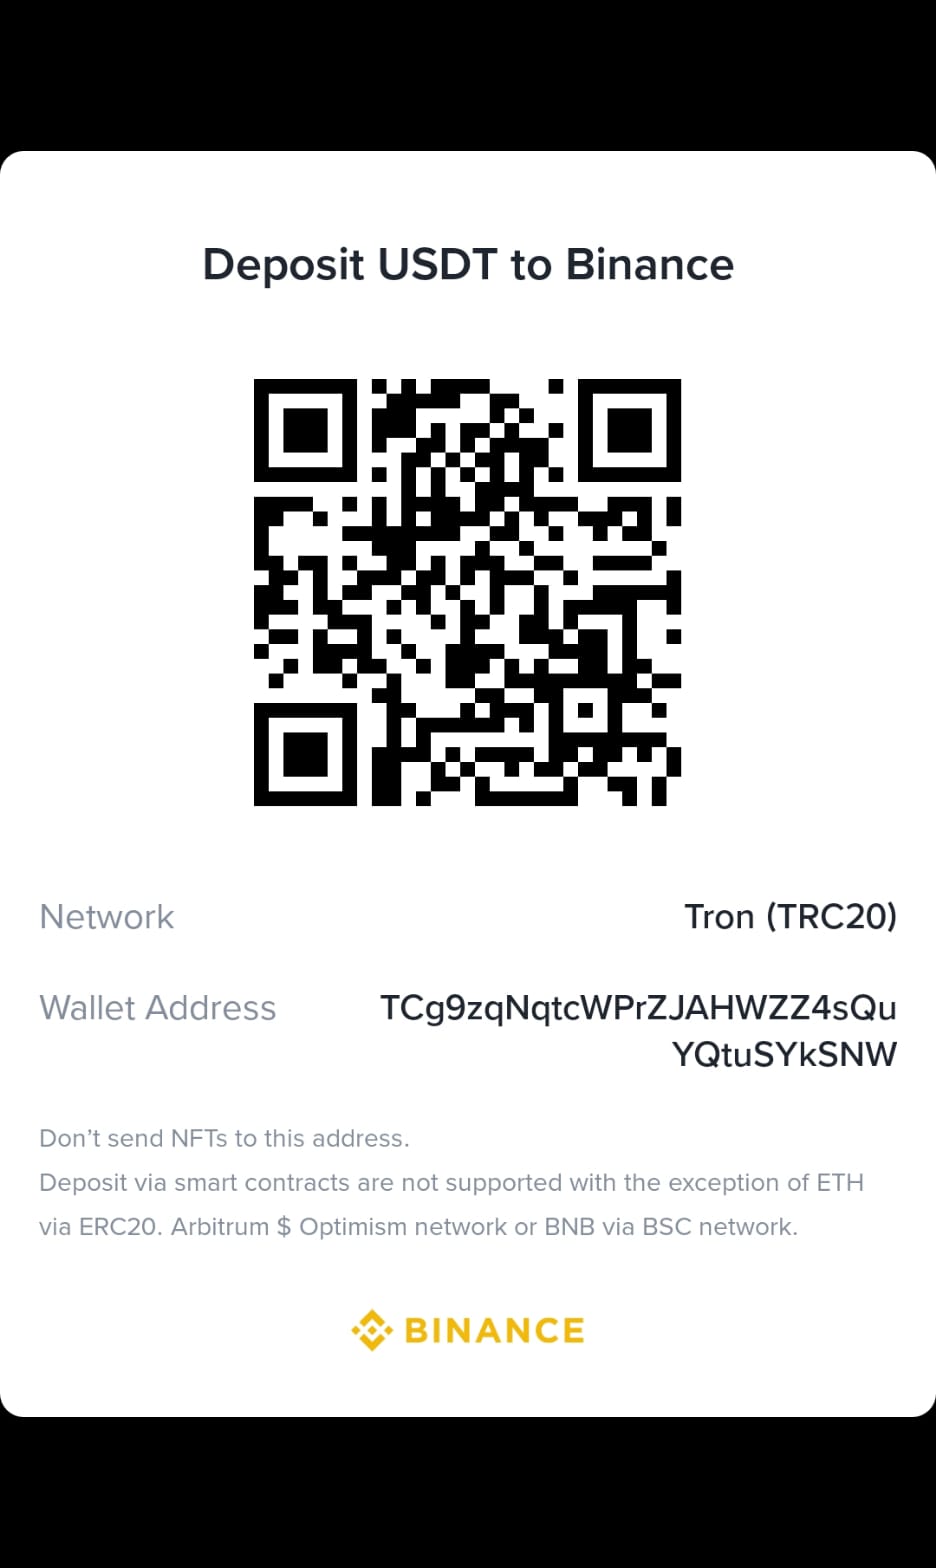 Deposit USDT to Binance
Network
Tron (TRC20)
Wallet Address
TCg9zqNqtcWPrZJAHWZZ4sQu
YQtuSYkSNW
Don’t send NFTs to this address.
Deposit via smart contracts are not supported with the exception of ETH
via ERC20. Arbitrum $ Optimism network or BNB via BSC network.
BINANCE